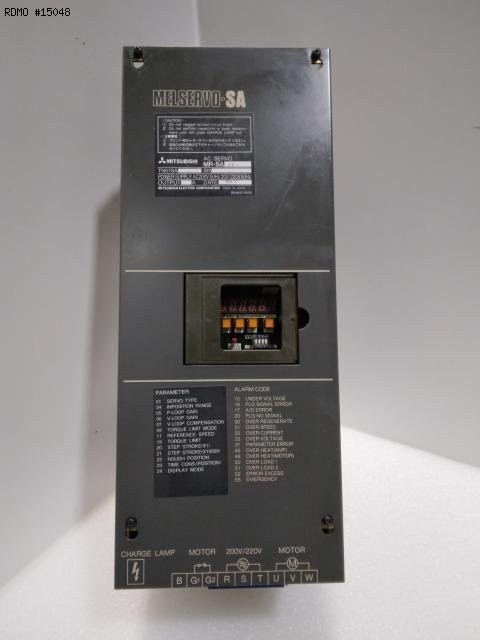 RDMO #15048
MELSERVO-SA
CAUTION
MITSUBISHI
AC SERVO
MR-SA
POWER SUPPLY AC200V 50Hz 200/220V 60Hz
OUTPUT A DATE
MITSUBISHI ELECTRIC CORPORATION
PARAMETER
01 SERVO TYPE
04 INPOSITION RANGE
05 P-LOOP GAIN
06 V-LOOP GAIN
07 V-LOOP COMPENSATION
09 TORQUE LIMIT MODE
11 REFERENCE SPEED
19 TORQUE LIMIT
20 STEP STROKE(X1)
21 STEP STROKE(X1000)
22 ROUGH POSITION
23 TIME CONS.(POSITION)
24 DISPLAY MODE
ALARM CODE
10 UNDER VOLTAGE
16 PLG SIGNAL ERROR
17 A/D ERROR
20 PLG NO SIGNAL
30 OVER REGENERATE
31 OVER SPEED
32 OVER CURRENT
33 OVER VOLTAGE
37 PARAMETER ERROR
45 OVER HEAT(AMP)
46 OVER HEAT(MOTOR)
50 OVER LOAD 1
51 OVER LOAD 2
52 ERROR EXCESS
55 EMERGENCY
CHARGE LAMP MOTOR 200V/220V MOTOR
M
B G1 G2 R S T U V W